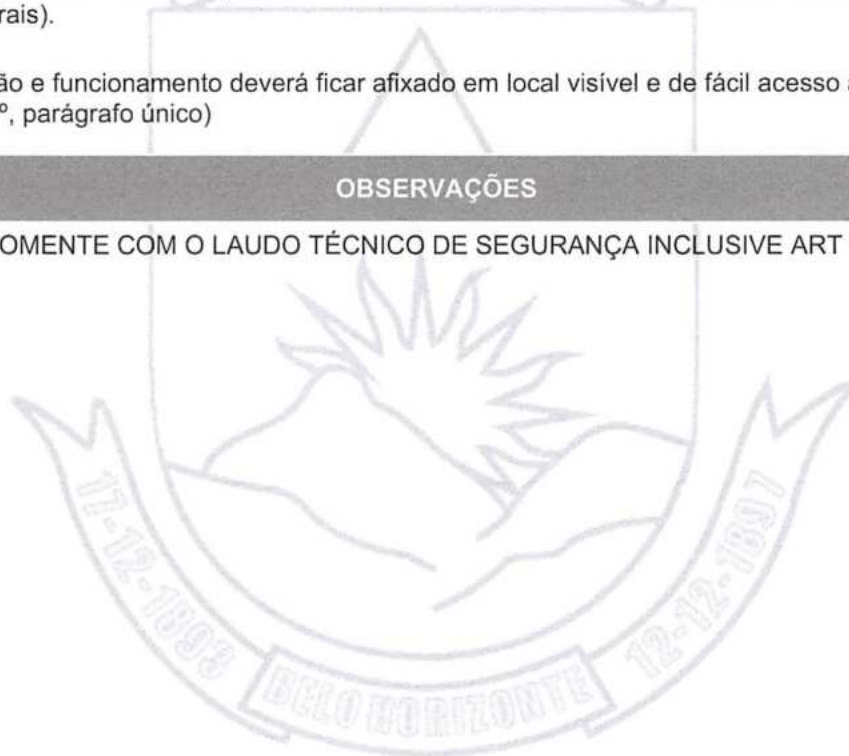 rais).
ão e funcionamento deverá ficar afixado em local visível e de fácil acesso
º, parágrafo único)
OBSERVAÇÕES
OMENTE COM O LAUDO TÉCNICO DE SEGURANÇA INCLUSIVE ART
17-12-1893
BELO HORIZONTE
12-12-1897